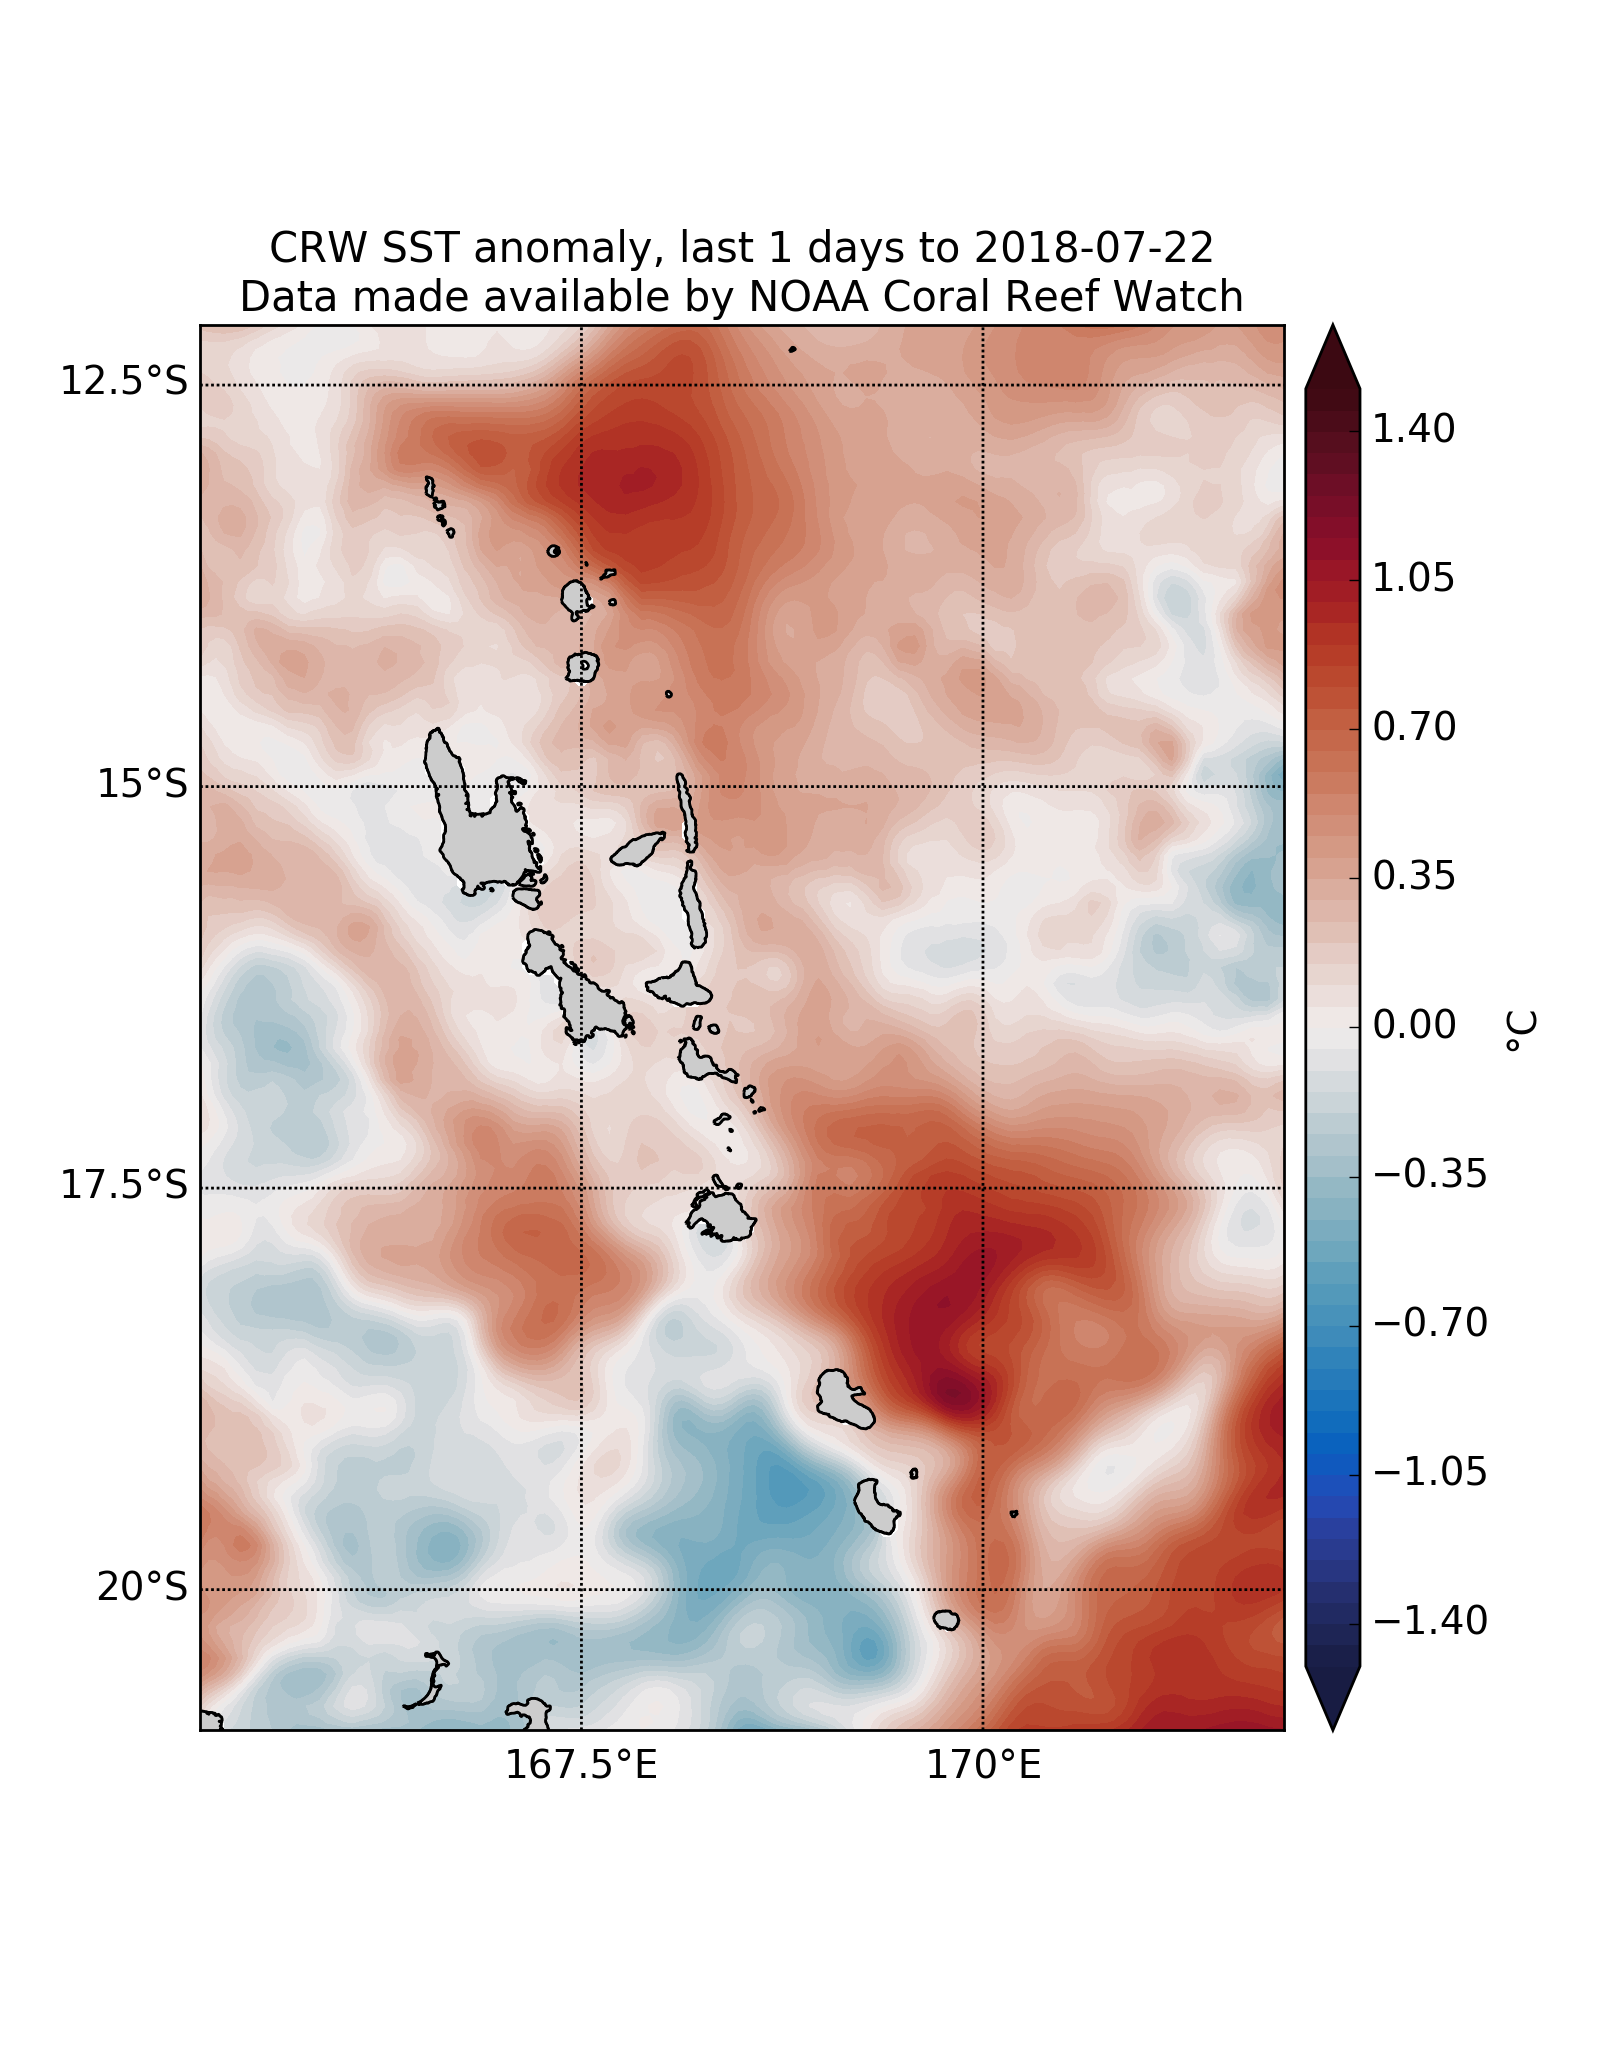 CRW SST anomaly, last 1 days to 2018-07-22
Data made available by NOAA Coral Reef Watch
12.5°S
15°S
17.5°S
20°S
167.5°E
170°E
1.40
1.05
0.70
0.35
0.00
−0.35
−0.70
−1.05
−1.40
°C